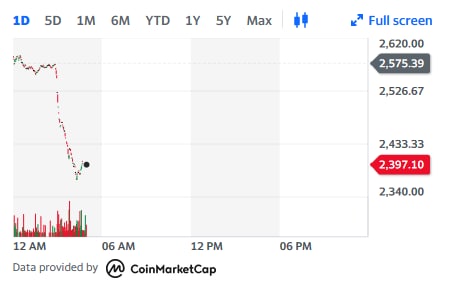 1D 5D 1M 6M YTD 1Y 5Y Max Full screen
2,620.00
2,575.39
2,526.67
2,433.33
2,397.10
2,340.00
12 AM 06 AM 12 PM 06 PM
Data provided by CoinMarketCap